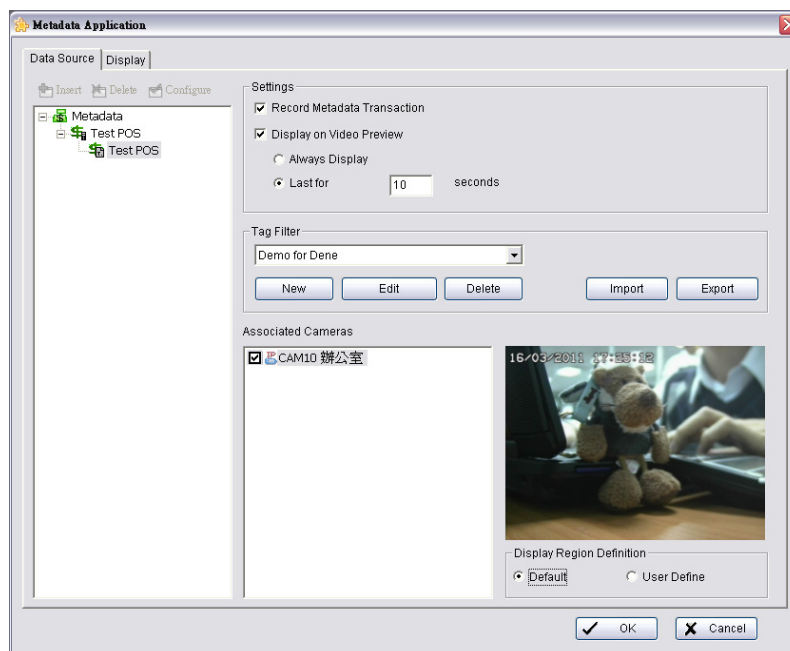 Metadata Application
Data Source
Display
Insert Delete Configure
Metadata
Test POS
Test POS
Settings
Record Metadata Transaction
Display on Video Preview
Always Display
Last for 10 seconds
Tag Filter
Demo for Dene
New Edit Delete Import Export
Associated Cameras
IP CAM10 辦公室
16/03/2011 17:25:12
Display Region Definition
Default User Define
OK Cancel